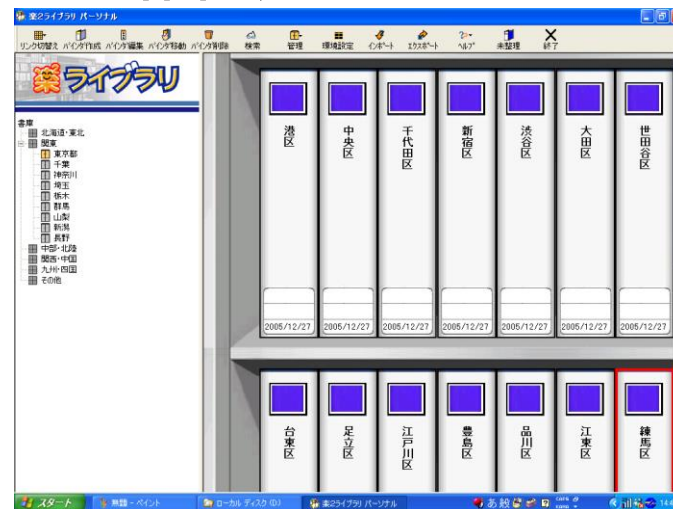 楽2ライブラリ パーソナル
リンク切替え バインダ作成 バインダ編集 バインダ移動 バインダ削除 検索 管理 環境設定 インポート エクスポート ヘルプ 未整理 終了
楽ライブラリ
書庫
北海道・東北
関東
東京都
千葉
神奈川
埼玉
栃木
群馬
山梨
新潟
長野
中部・北陸
関西・中国
九州・四国
その他
港区
中央区
千代田区
新宿区
渋谷区
大田区
世田谷区
2005/12/27 2005/12/27 2005/12/27 2005/12/27 2005/12/27 2005/12/27 2005/12/27
台東区
足立区
江戸川区
豊島区
品川区
江東区
練馬区
スタート 無題 - ペイント ローカル ディスク (D:) 楽2ライブラリ パーソナル あ 般 CAPS